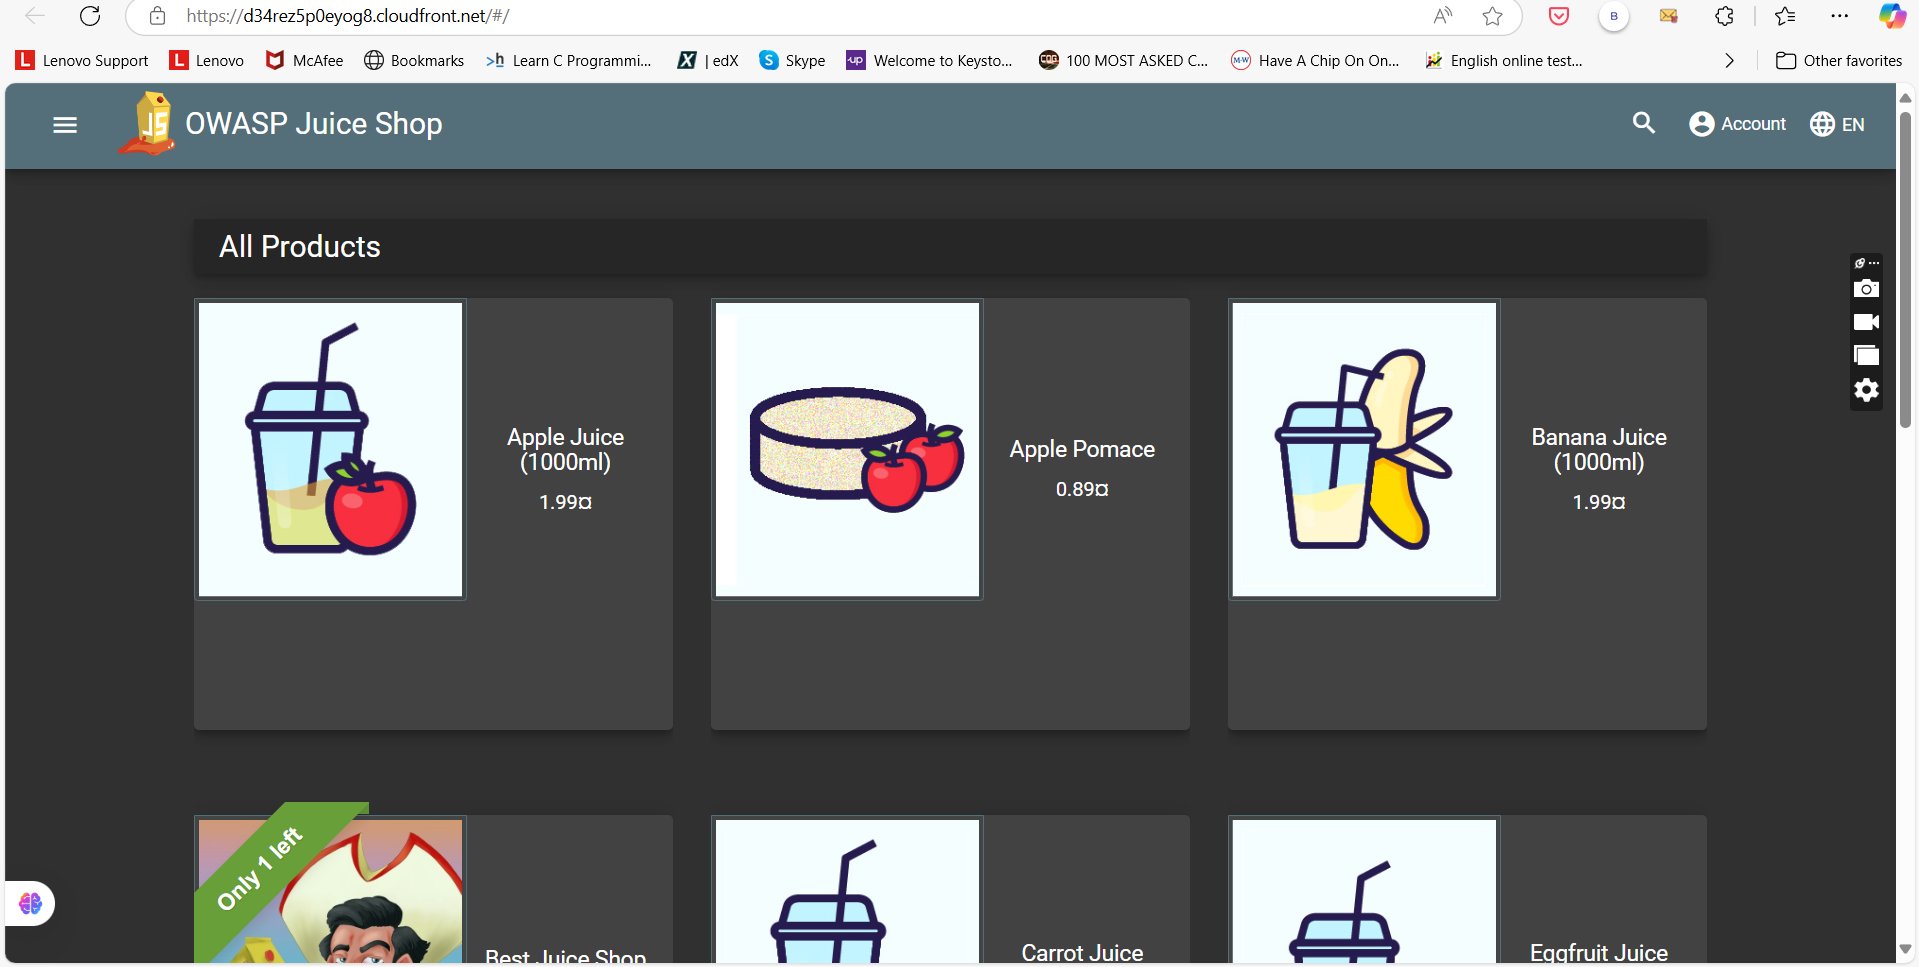 https://d34rez5p0eyog8.cloudfront.net/#/
Lenovo Support
Lenovo
McAfee
Bookmarks
>h Learn C Programmi...
| edX
Skype
up Welcome to Keysto...
100 MOST ASKED C...
M-W Have A Chip On On...
English online test...
Other favorites
OWASP Juice Shop
Account
EN
All Products
Apple Juice
(1000ml)
1.99¤
Apple Pomace
0.89¤
Banana Juice
(1000ml)
1.99¤
Only 1 left
Best Juice Shop
Carrot Juice
Eggfruit Juice